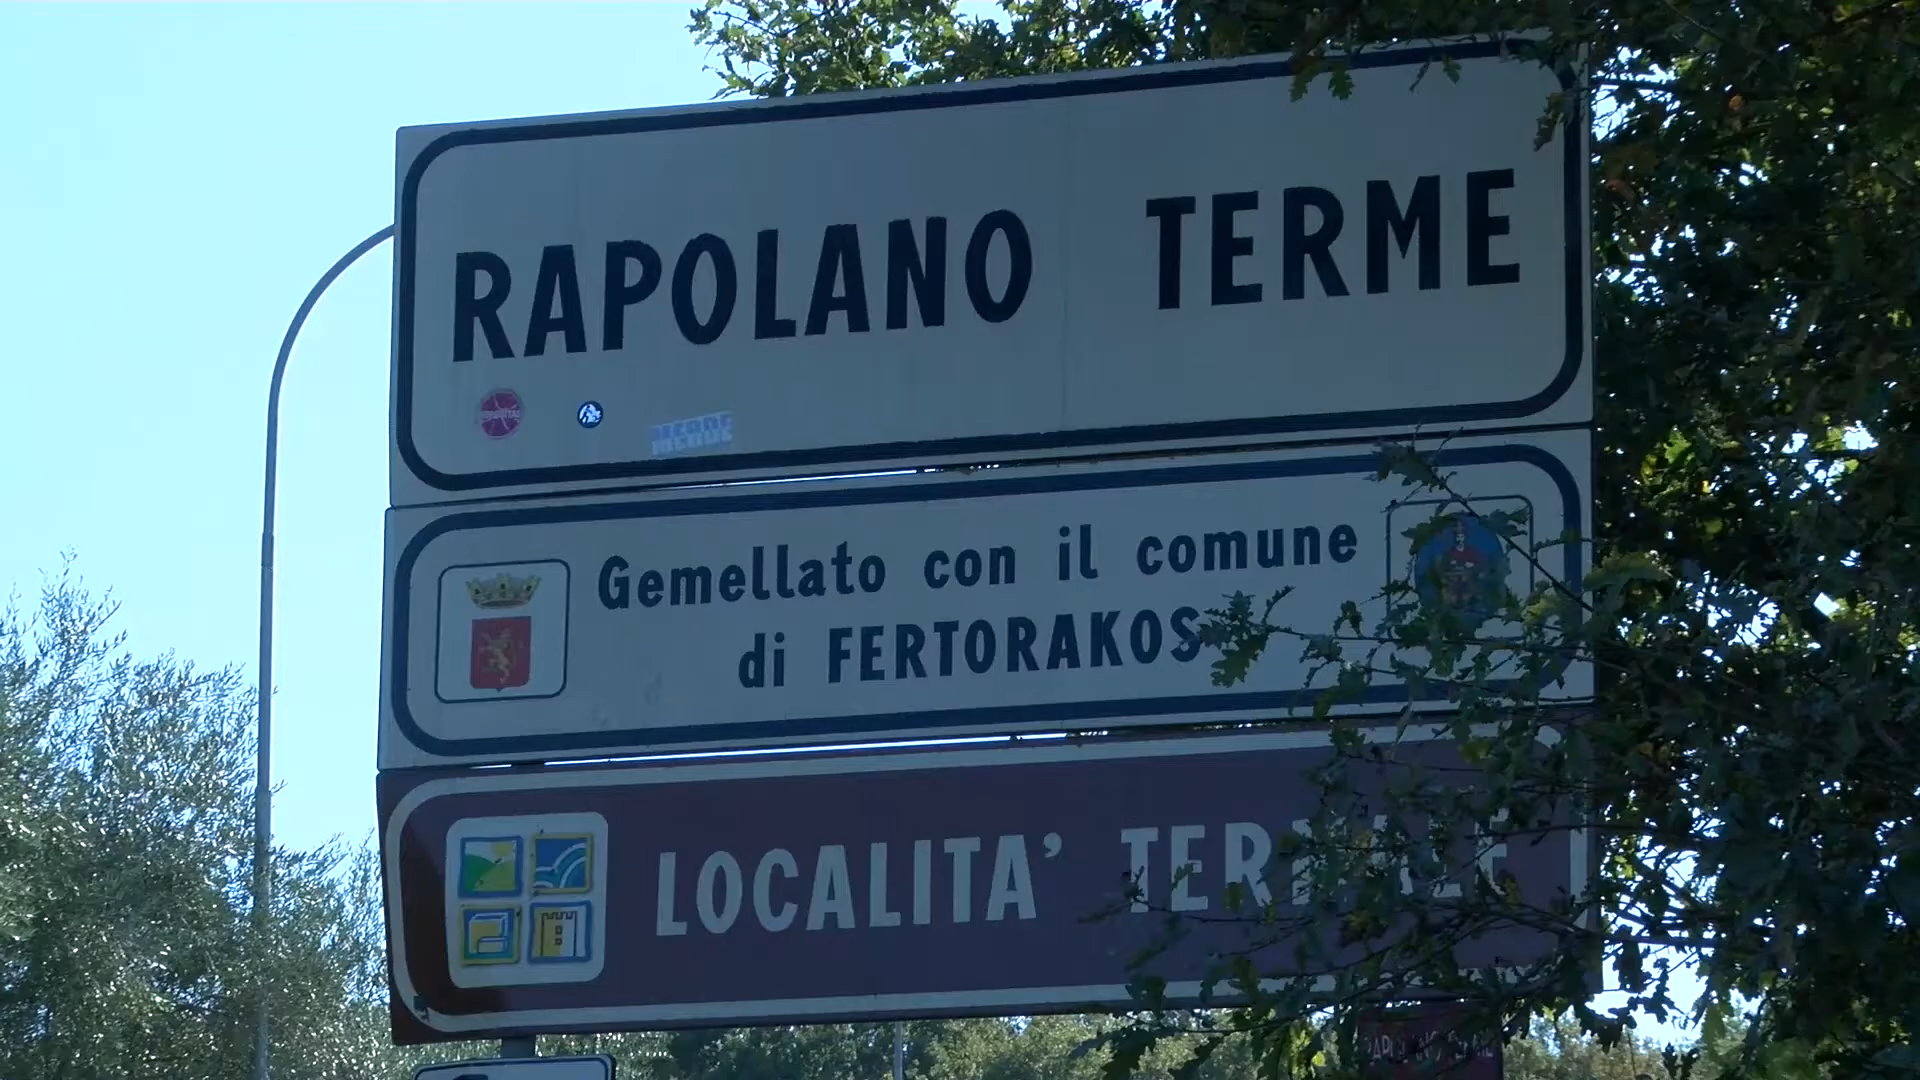 RAPOLANO TERME
Gemellato con il comune
di FERTORAKOS
LOCALITA' TERMALE